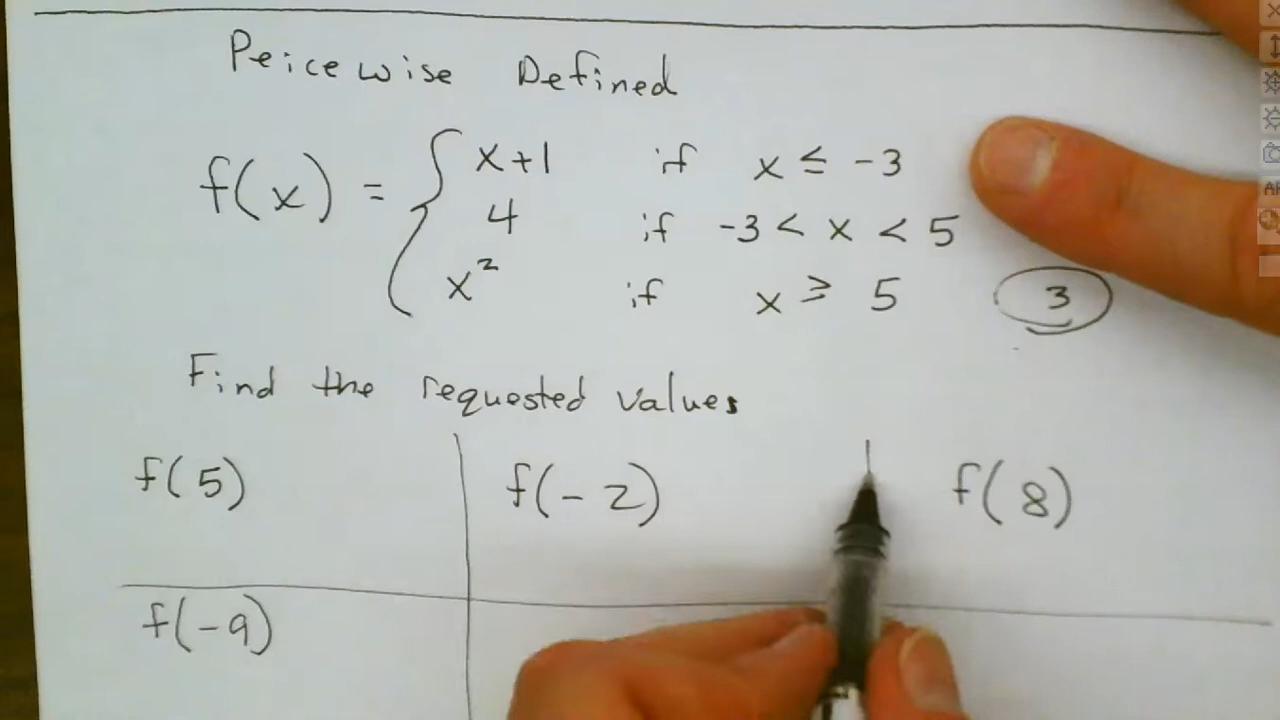 Peicewise Defined
f(x) = { x+1 if x ≤ -3
4 if -3 < x < 5
x² if x ≥ 5 3
Find the requested values
f(5) f(-2) f(8)
f(-9)